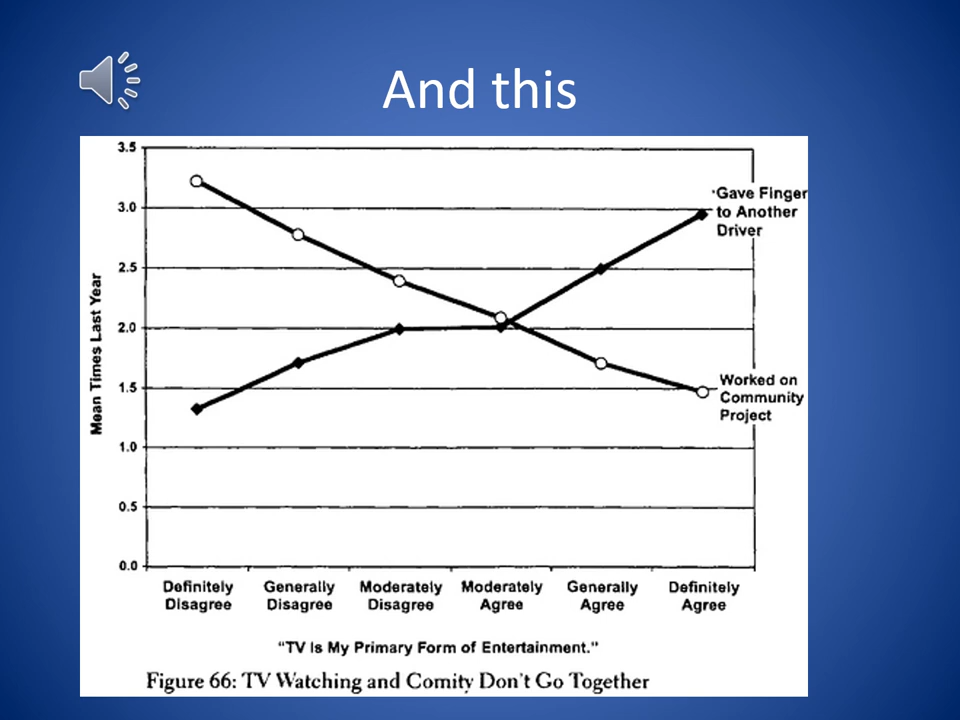 And this
3.5
3.0
2.5
2.0
1.5
1.0
0.5
0.0
Mean Times Last Year
Gave Finger
to Another
Driver
Worked on
Community
Project
Definitely Disagree
Generally Disagree
Moderately Disagree
Moderately Agree
Generally Agree
Definitely Agree
"TV Is My Primary Form of Entertainment."
Figure 66: TV Watching and Comity Don't Go Together